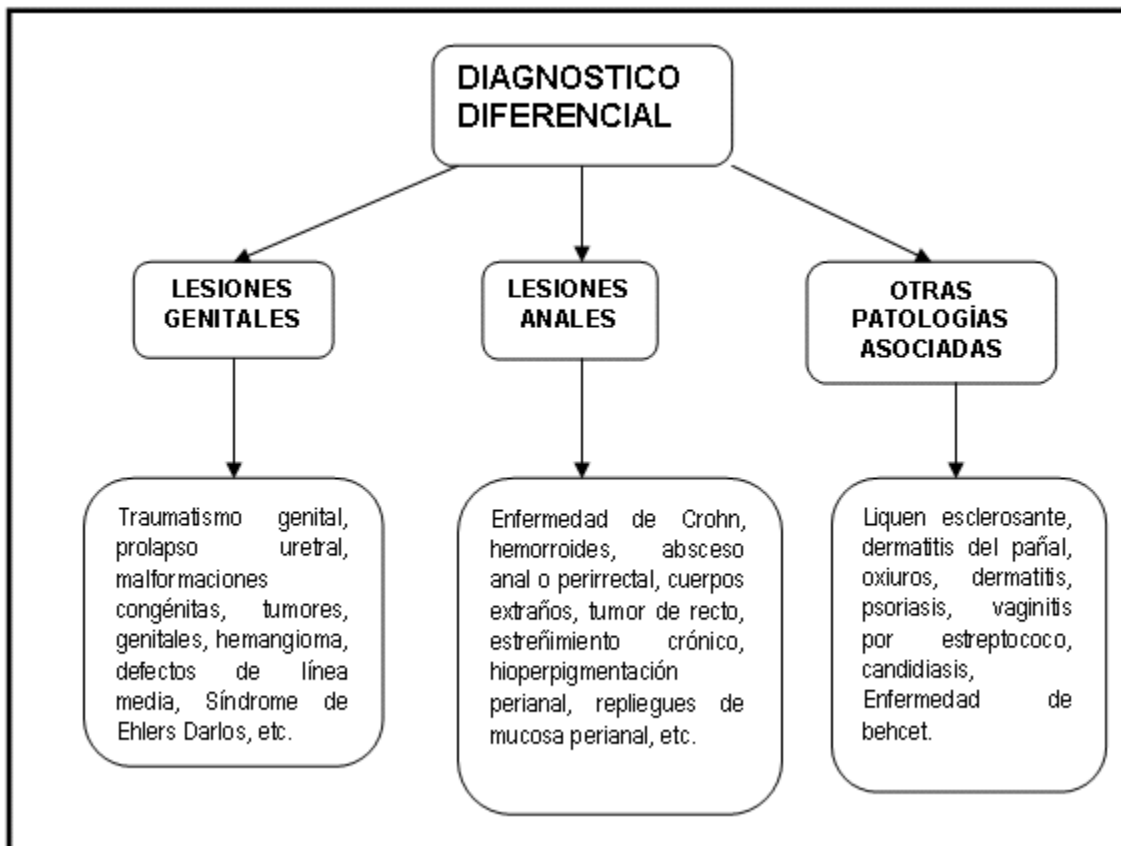 DIAGNOSTICO
DIFERENCIAL
LESIONES
GENITALES
LESIONES
ANALES
OTRAS
PATOLOGÍAS
ASOCIADAS
Traumatismo genital,
prolapso uretral,
malformaciones
congénitas, tumores,
genitales, hemangioma,
defectos de línea
media, Síndrome de
Ehlers Darlos, etc.
Enfermedad de Crohn,
hemorroides, absceso
anal o perirrectal, cuerpos
extraños, tumor de recto,
estreñimiento crónico,
hioperpigmentación
perianal, repliegues de
mucosa perianal, etc.
Liquen esclerosante,
dermatitis del pañal,
oxiuros, dermatitis,
psoriasis, vaginitis
por estreptococo,
candidiasis,
Enfermedad de
behcet.